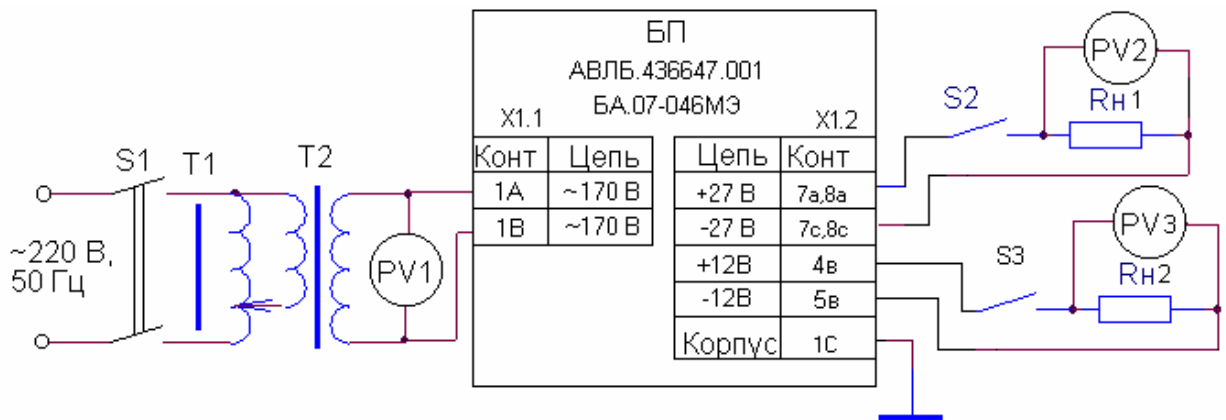 БП
АВЛБ.436647.001
БА.07-046МЭ
X1.1
X1.2
Конт Цепь
1А ~170 В
1В ~170 В
Цепь Конт
+27 В 7а,8а
-27 В 7с,8с
+12В 4в
-12В 5в
Корпус 1С
S1
T1
T2
~220 В,
50 Гц
PV1
S2
PV2
Rн1
S3
PV3
Rн2